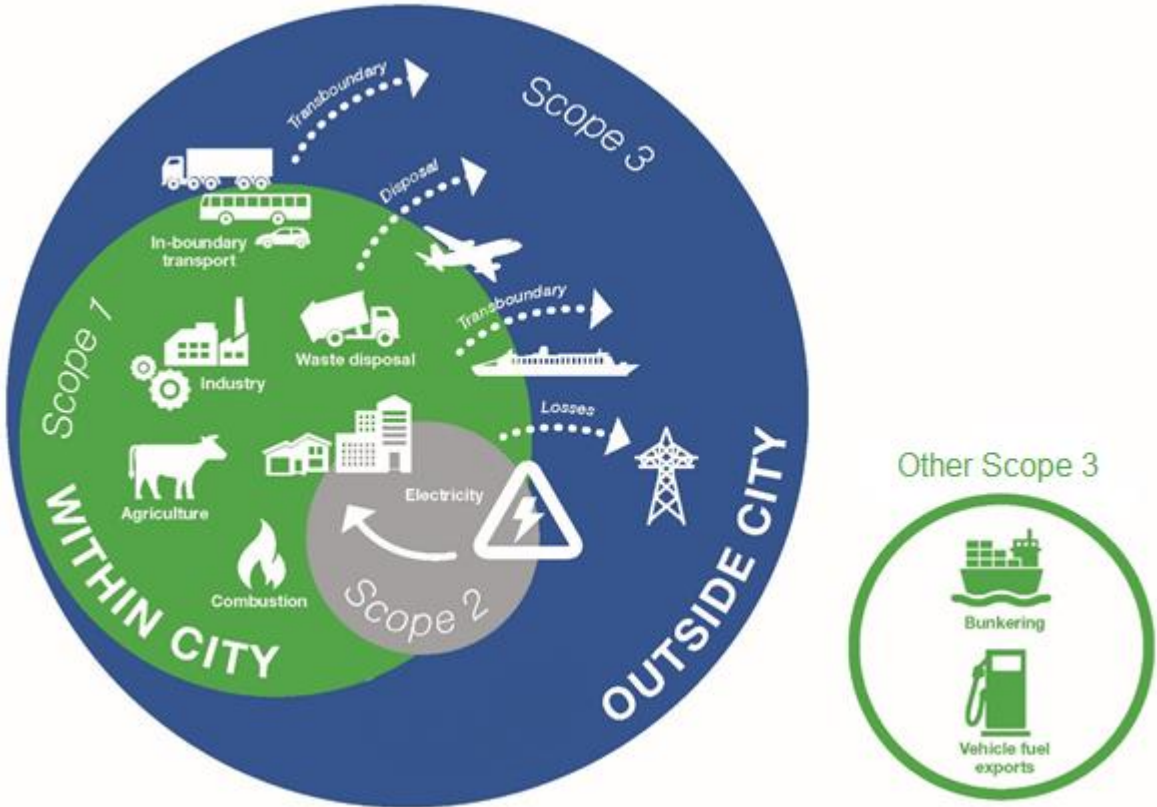 Transboundary
Scope 3
Disposal
In-boundary
transport
Transboundary
Scope 1
Waste disposal
Industry
Losses
Agriculture
Electricity
Combustion
Scope 2
WITHIN CITY
OUTSIDE CITY
Other Scope 3
Bunkering
Vehicle fuel
exports